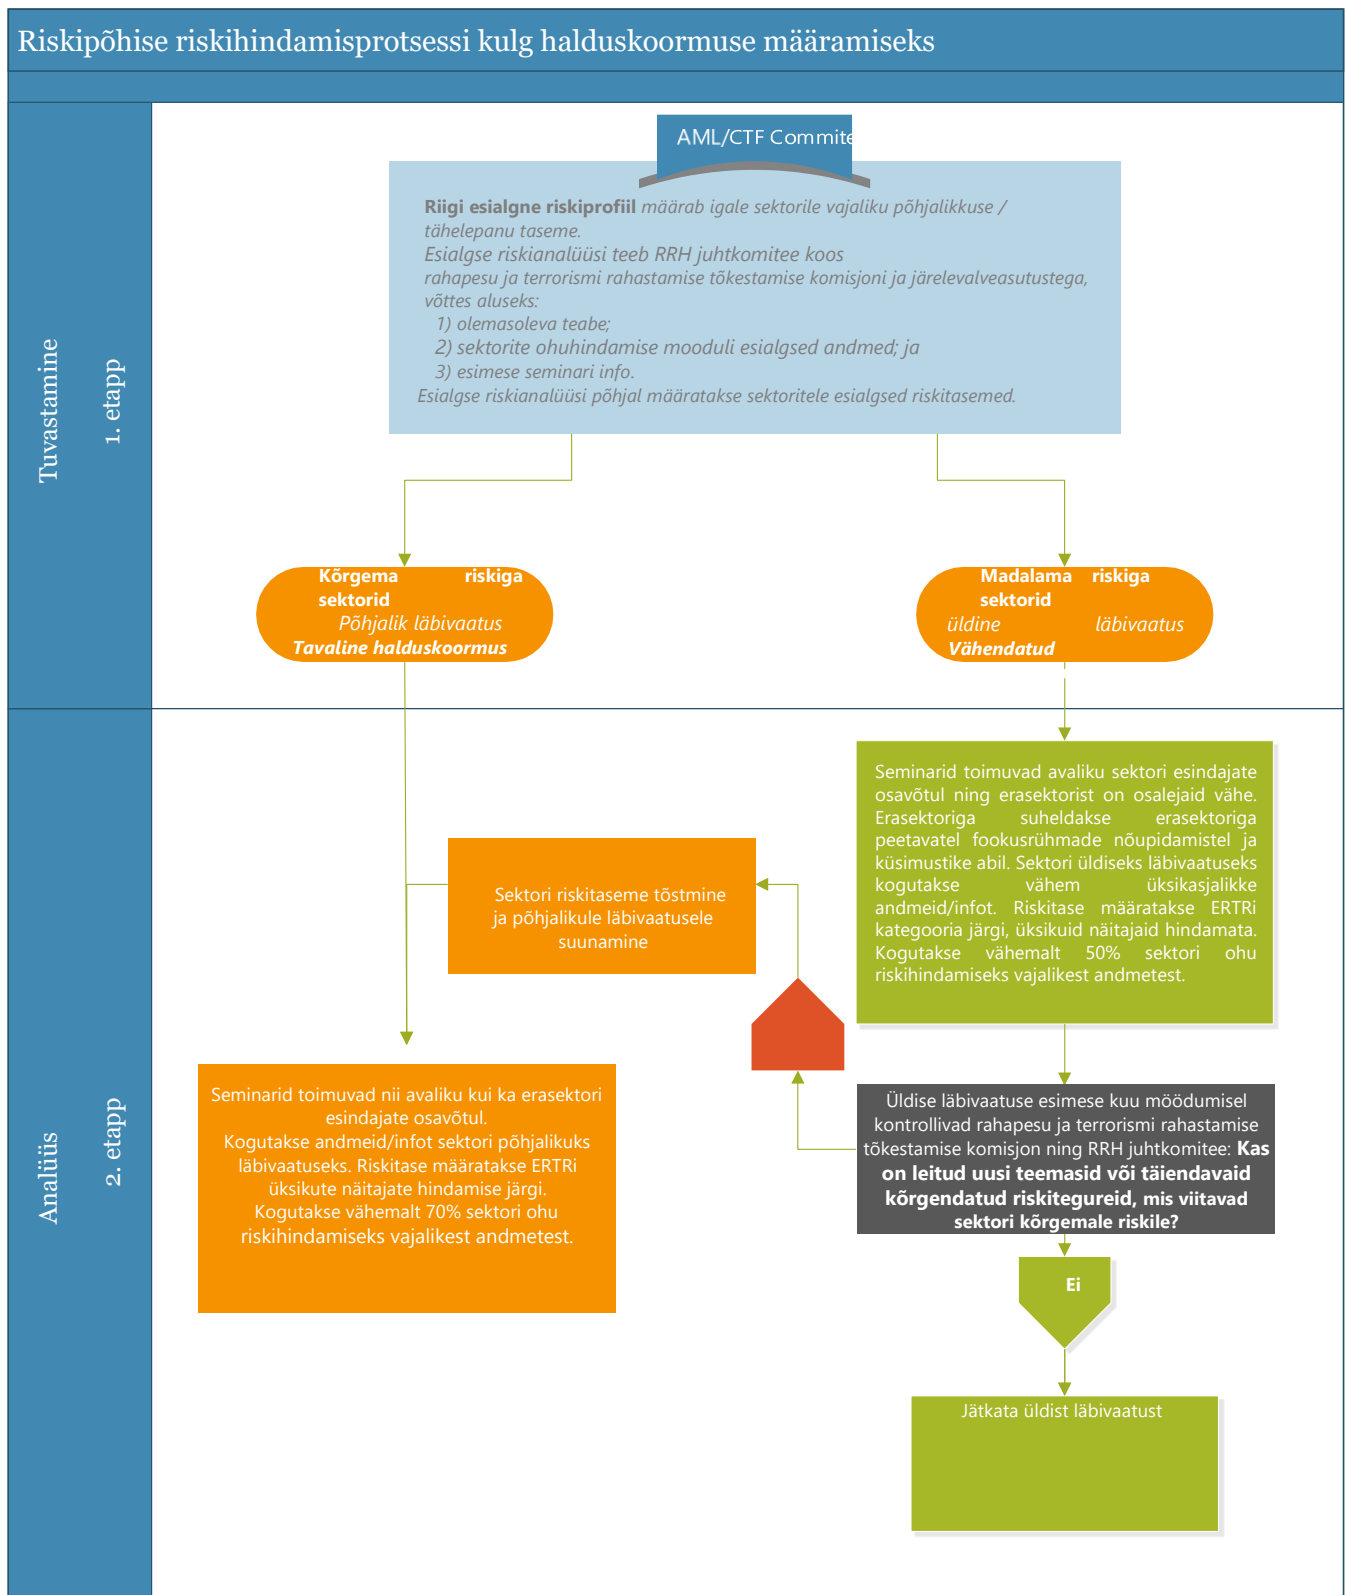 Riskipõhise riskihindamisprotsessi kulg halduskoormuse määramiseks
Tuvastamine
1. etapp
AML/CTF Commite
Riigi esialgne riskiprofiil määrab igale sektorile vajaliku põhjalikkuse /
tähelepanu taseme.
Esialgse riskianalüüsi teeb RRH juhtkomitee koos
rahapesu ja terrorismi rahastamise tõkestamise komisjoni ja järelevalveasutustega,
võttes aluseks:
1) olemasoleva teabe;
2) sektorite ohuhindamise mooduli esialgsed andmed; ja
3) esimese seminari info.
Esialgse riskianalüüsi põhjal määratakse sektoritele esialgsed riskitasemed.
Kõrgema riskiga
sektorid
Põhjalik läbivaatus
Tavaline halduskoormus
Madalama riskiga
sektorid
üldine läbivaatus
Vähendatud
Analüüs
2. etapp
Seminarid toimuvad avaliku sektori esindajate
osavõtul ning erasektorist on osalejaid vähe.
Erasektoriga suheldakse erasektoriga
peetavatel fookusrühmade nõupidamistel ja
küsimustike abil. Sektori üldiseks läbivaatuseks
kogutakse vähem üksikasjalikke
andmeid/infot. Riskitase määratakse ERTRi
kategooria järgi, üksikuid näitajaid hindamata.
Kogutakse vähemalt 50% sektori ohu
riskihindamiseks vajalikest andmetest.
Sektori riskitaseme tõstmine
ja põhjalikule läbivaatusele
suunamine
Seminarid toimuvad nii avaliku kui ka erasektori
esindajate osavõtul.
Kogutakse andmeid/infot sektori põhjalikuks
läbivaatuseks. Riskitase määratakse ERTRi
üksikute näitajate hindamise järgi.
Kogutakse vähemalt 70% sektori ohu
riskihindamiseks vajalikest andmetest.
Üldise läbivaatuse esimese kuu möödumisel
kontrollivad rahapesu ja terrorismi rahastamise
tõkestamise komisjon ning RRH juhtkomitee: Kas
on leitud uusi teemasid või täiendavaid
kõrgendatud riskitegureid, mis viitavad
sektori kõrgemale riskile?
Ei
Jätkata üldist läbivaatust